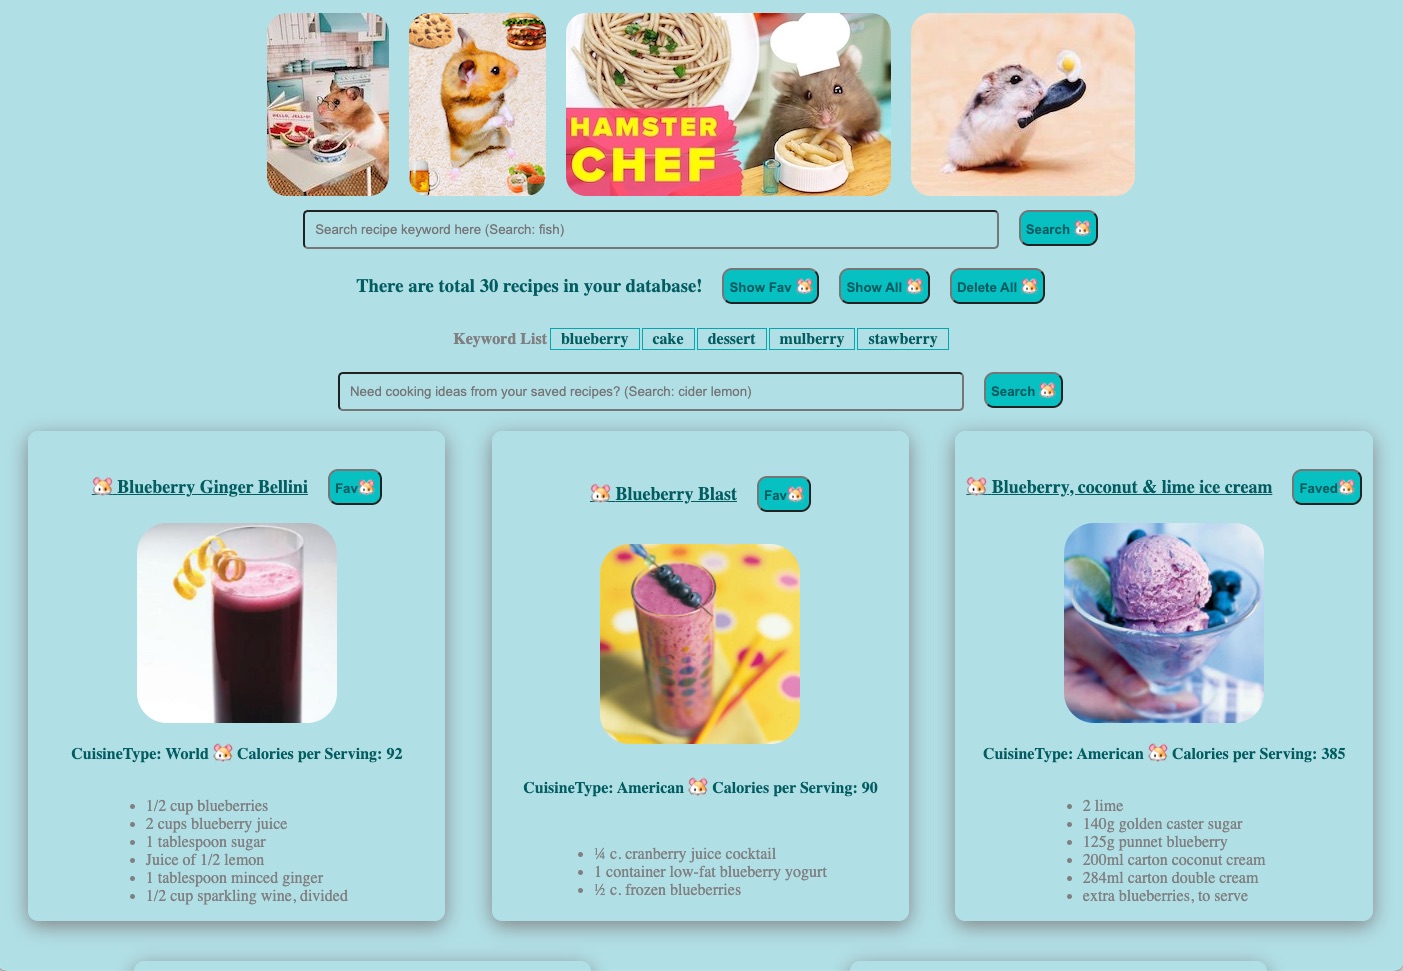 HELLO, JELL-O!
HAMSTER
CHEF
Search recipe keyword here (Search: fish)
Search
There are total 30 recipes in your database!
Show Fav
Show All
Delete All
Keyword List
blueberry
cake
dessert
mulberry
stawberry
Need cooking ideas from your saved recipes? (Search: cider lemon)
Search
Blueberry Ginger Bellini
Fav
CuisineType: World Calories per Serving: 92
1/2 cup blueberries
2 cups blueberry juice
1 tablespoon sugar
Juice of 1/2 lemon
1 tablespoon minced ginger
1/2 cup sparkling wine, divided
Blueberry Blast
Fav
CuisineType: American Calories per Serving: 90
¼ c. cranberry juice cocktail
1 container low-fat blueberry yogurt
½ c. frozen blueberries
Blueberry, coconut & lime ice cream
Faved
CuisineType: American Calories per Serving: 385
2 lime
140g golden caster sugar
125g punnet blueberry
200ml carton coconut cream
284ml carton double cream
extra blueberries, to serve